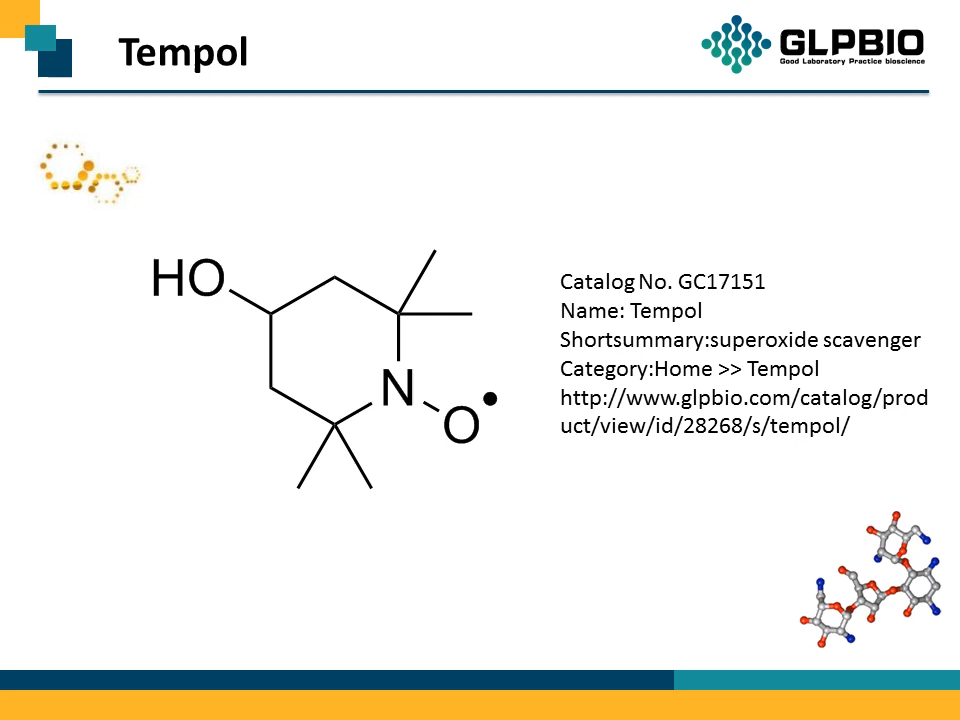 Tempol
GLPBIO
Good Laboratory Practice bioscience
HO
N
O
Catalog No. GC17151
Name: Tempol
Shortsummary:superoxide scavenger
Category:Home >> Tempol
http://www.glpbio.com/catalog/prod
uct/view/id/28268/s/tempol/